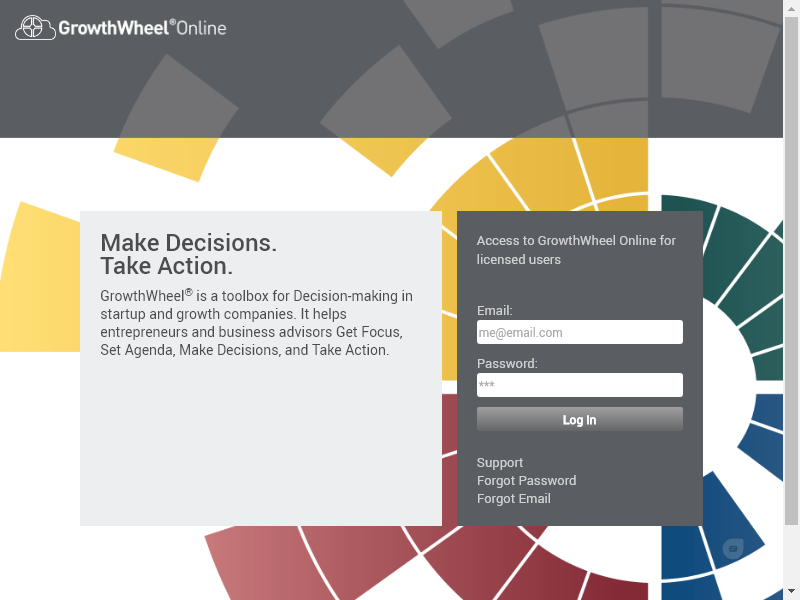 GrowthWheel®Online
Make Decisions.
Take Action.
GrowthWheel® is a toolbox for Decision-making in
startup and growth companies. It helps
entrepreneurs and business advisors Get Focus,
Set Agenda, Make Decisions, and Take Action.
Access to GrowthWheel Online for
licensed users
Email:
me@email.com
Password:
***
Log In
Support
Forgot Password
Forgot Email